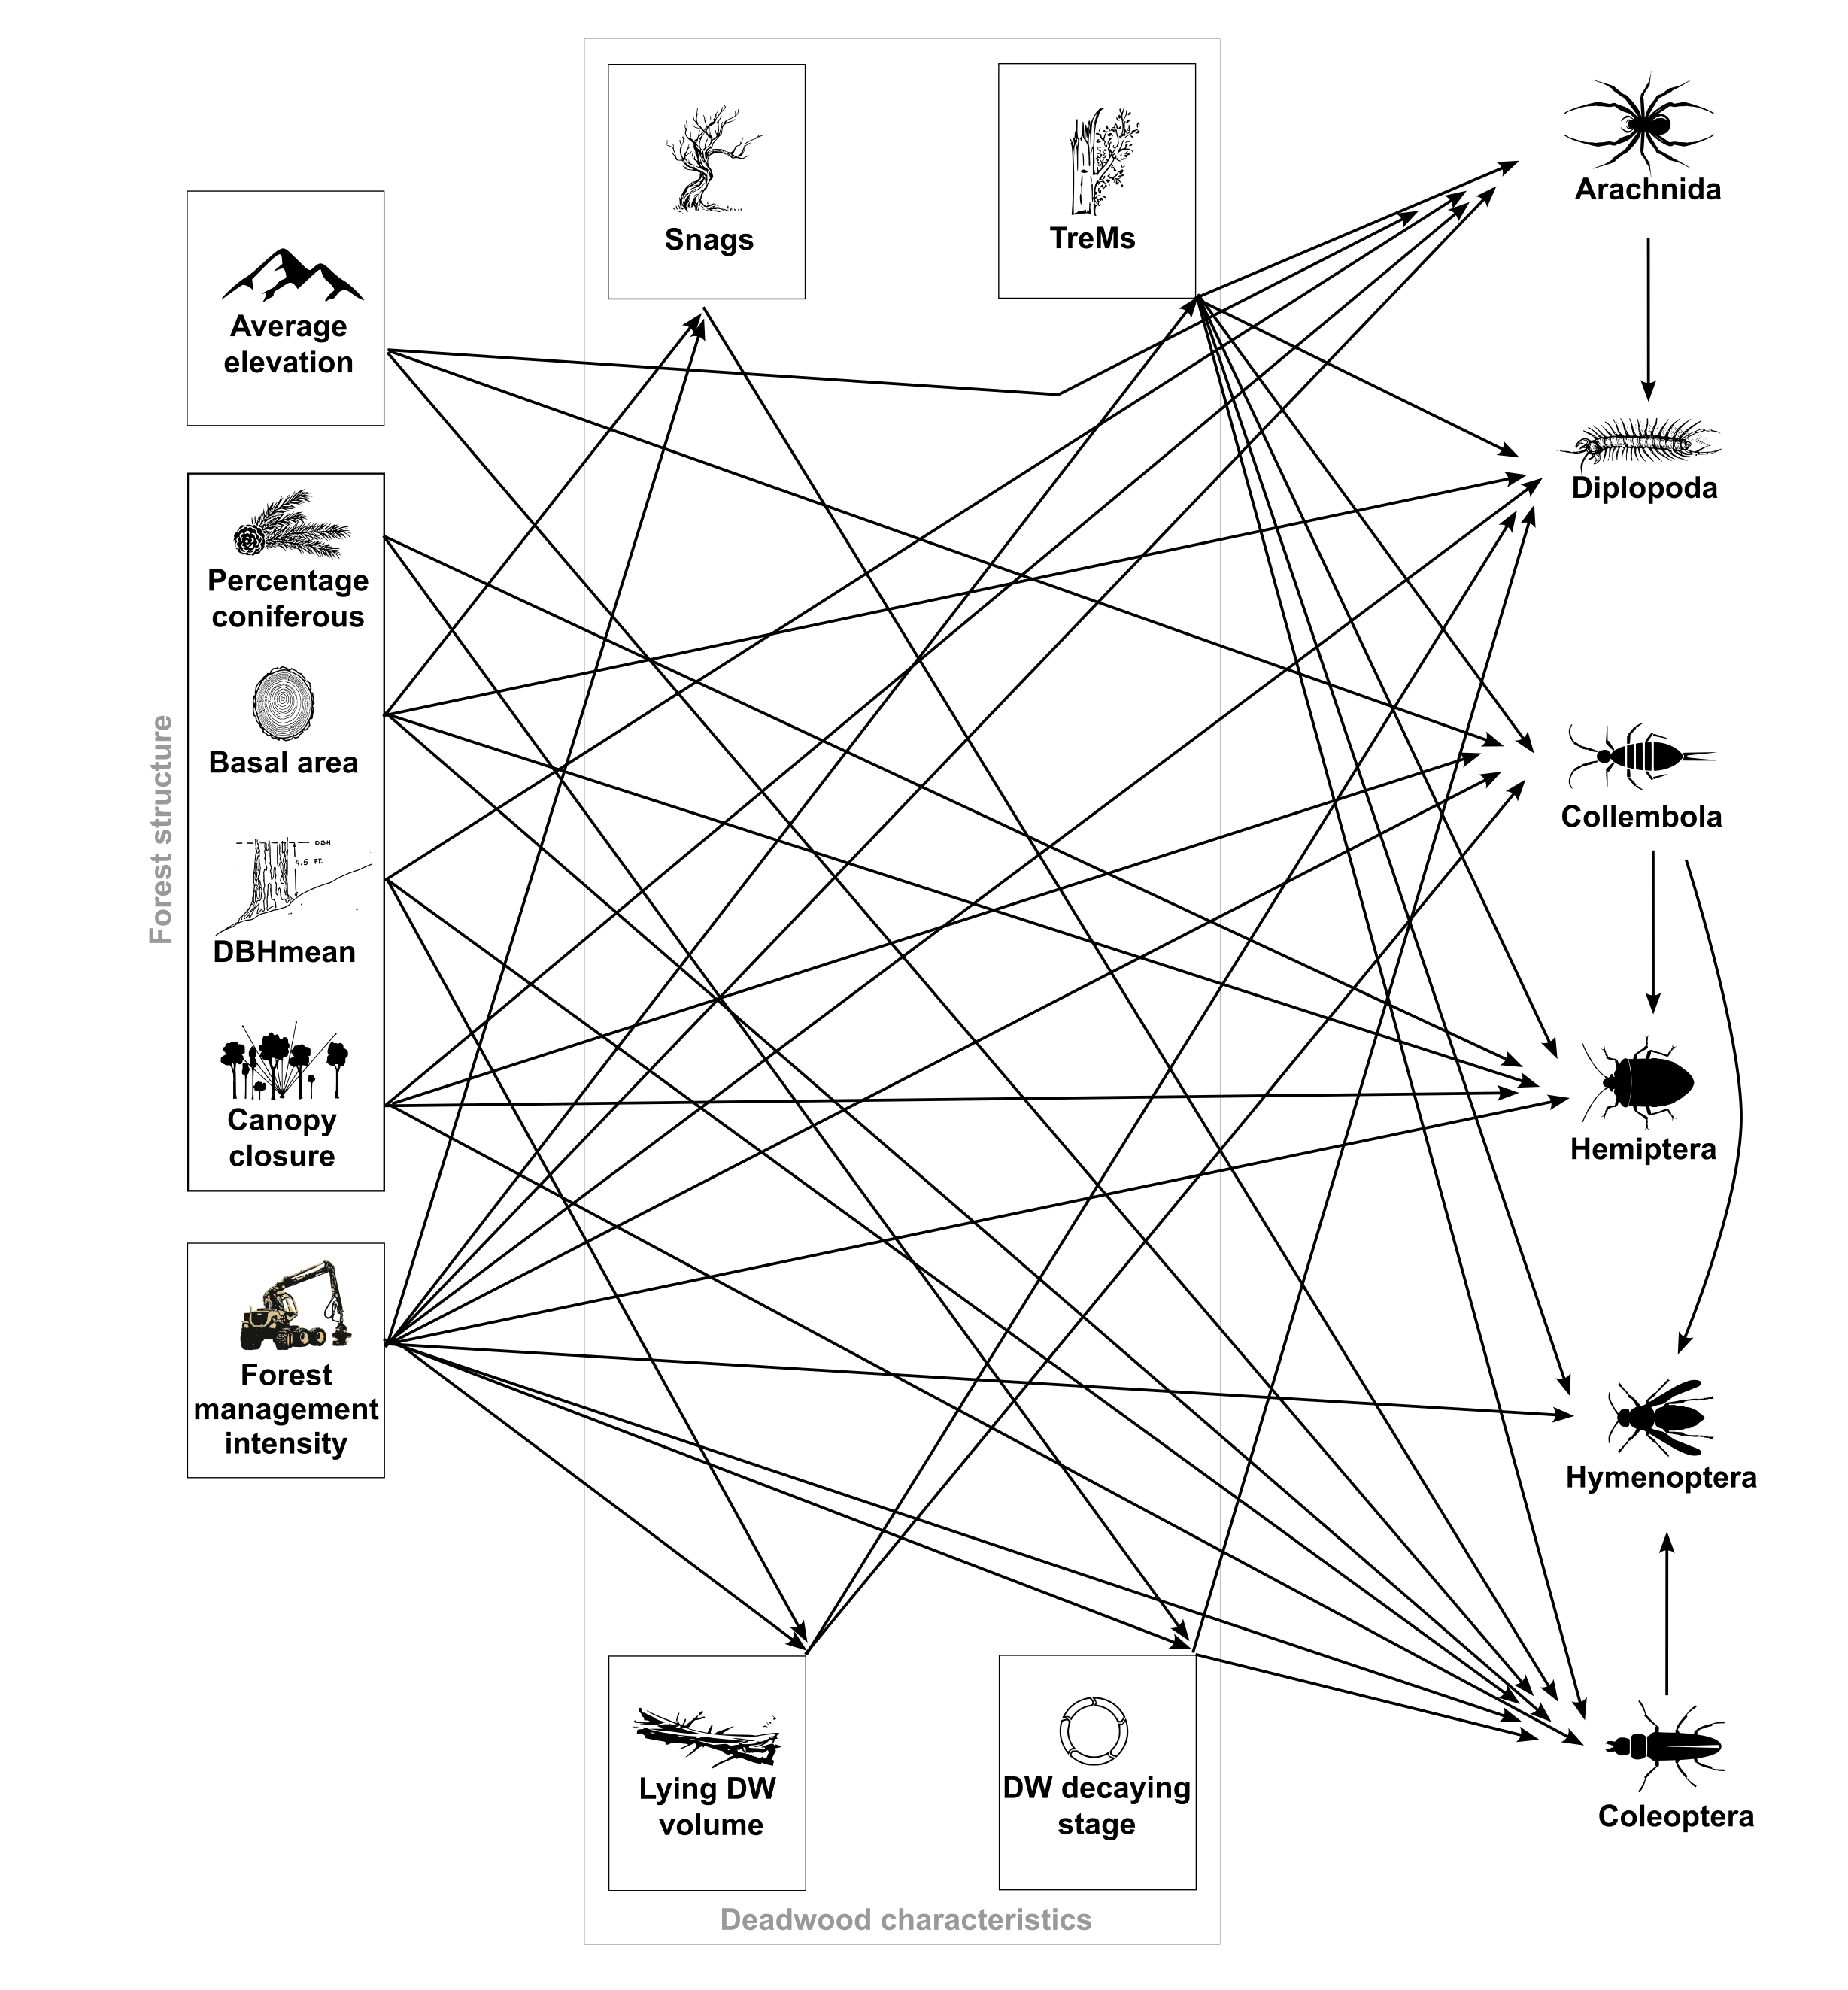 Snags
TreMs
Arachnida
Average
elevation
Diplopoda
Percentage
coniferous
Basal area
Forest structure
Collembola
DBH
4.5 FT.
DBHmean
Canopy
closure
Hemiptera
Forest
management
intensity
Hymenoptera
Lying DW
volume
DW decaying
stage
Coleoptera
Deadwood characteristics